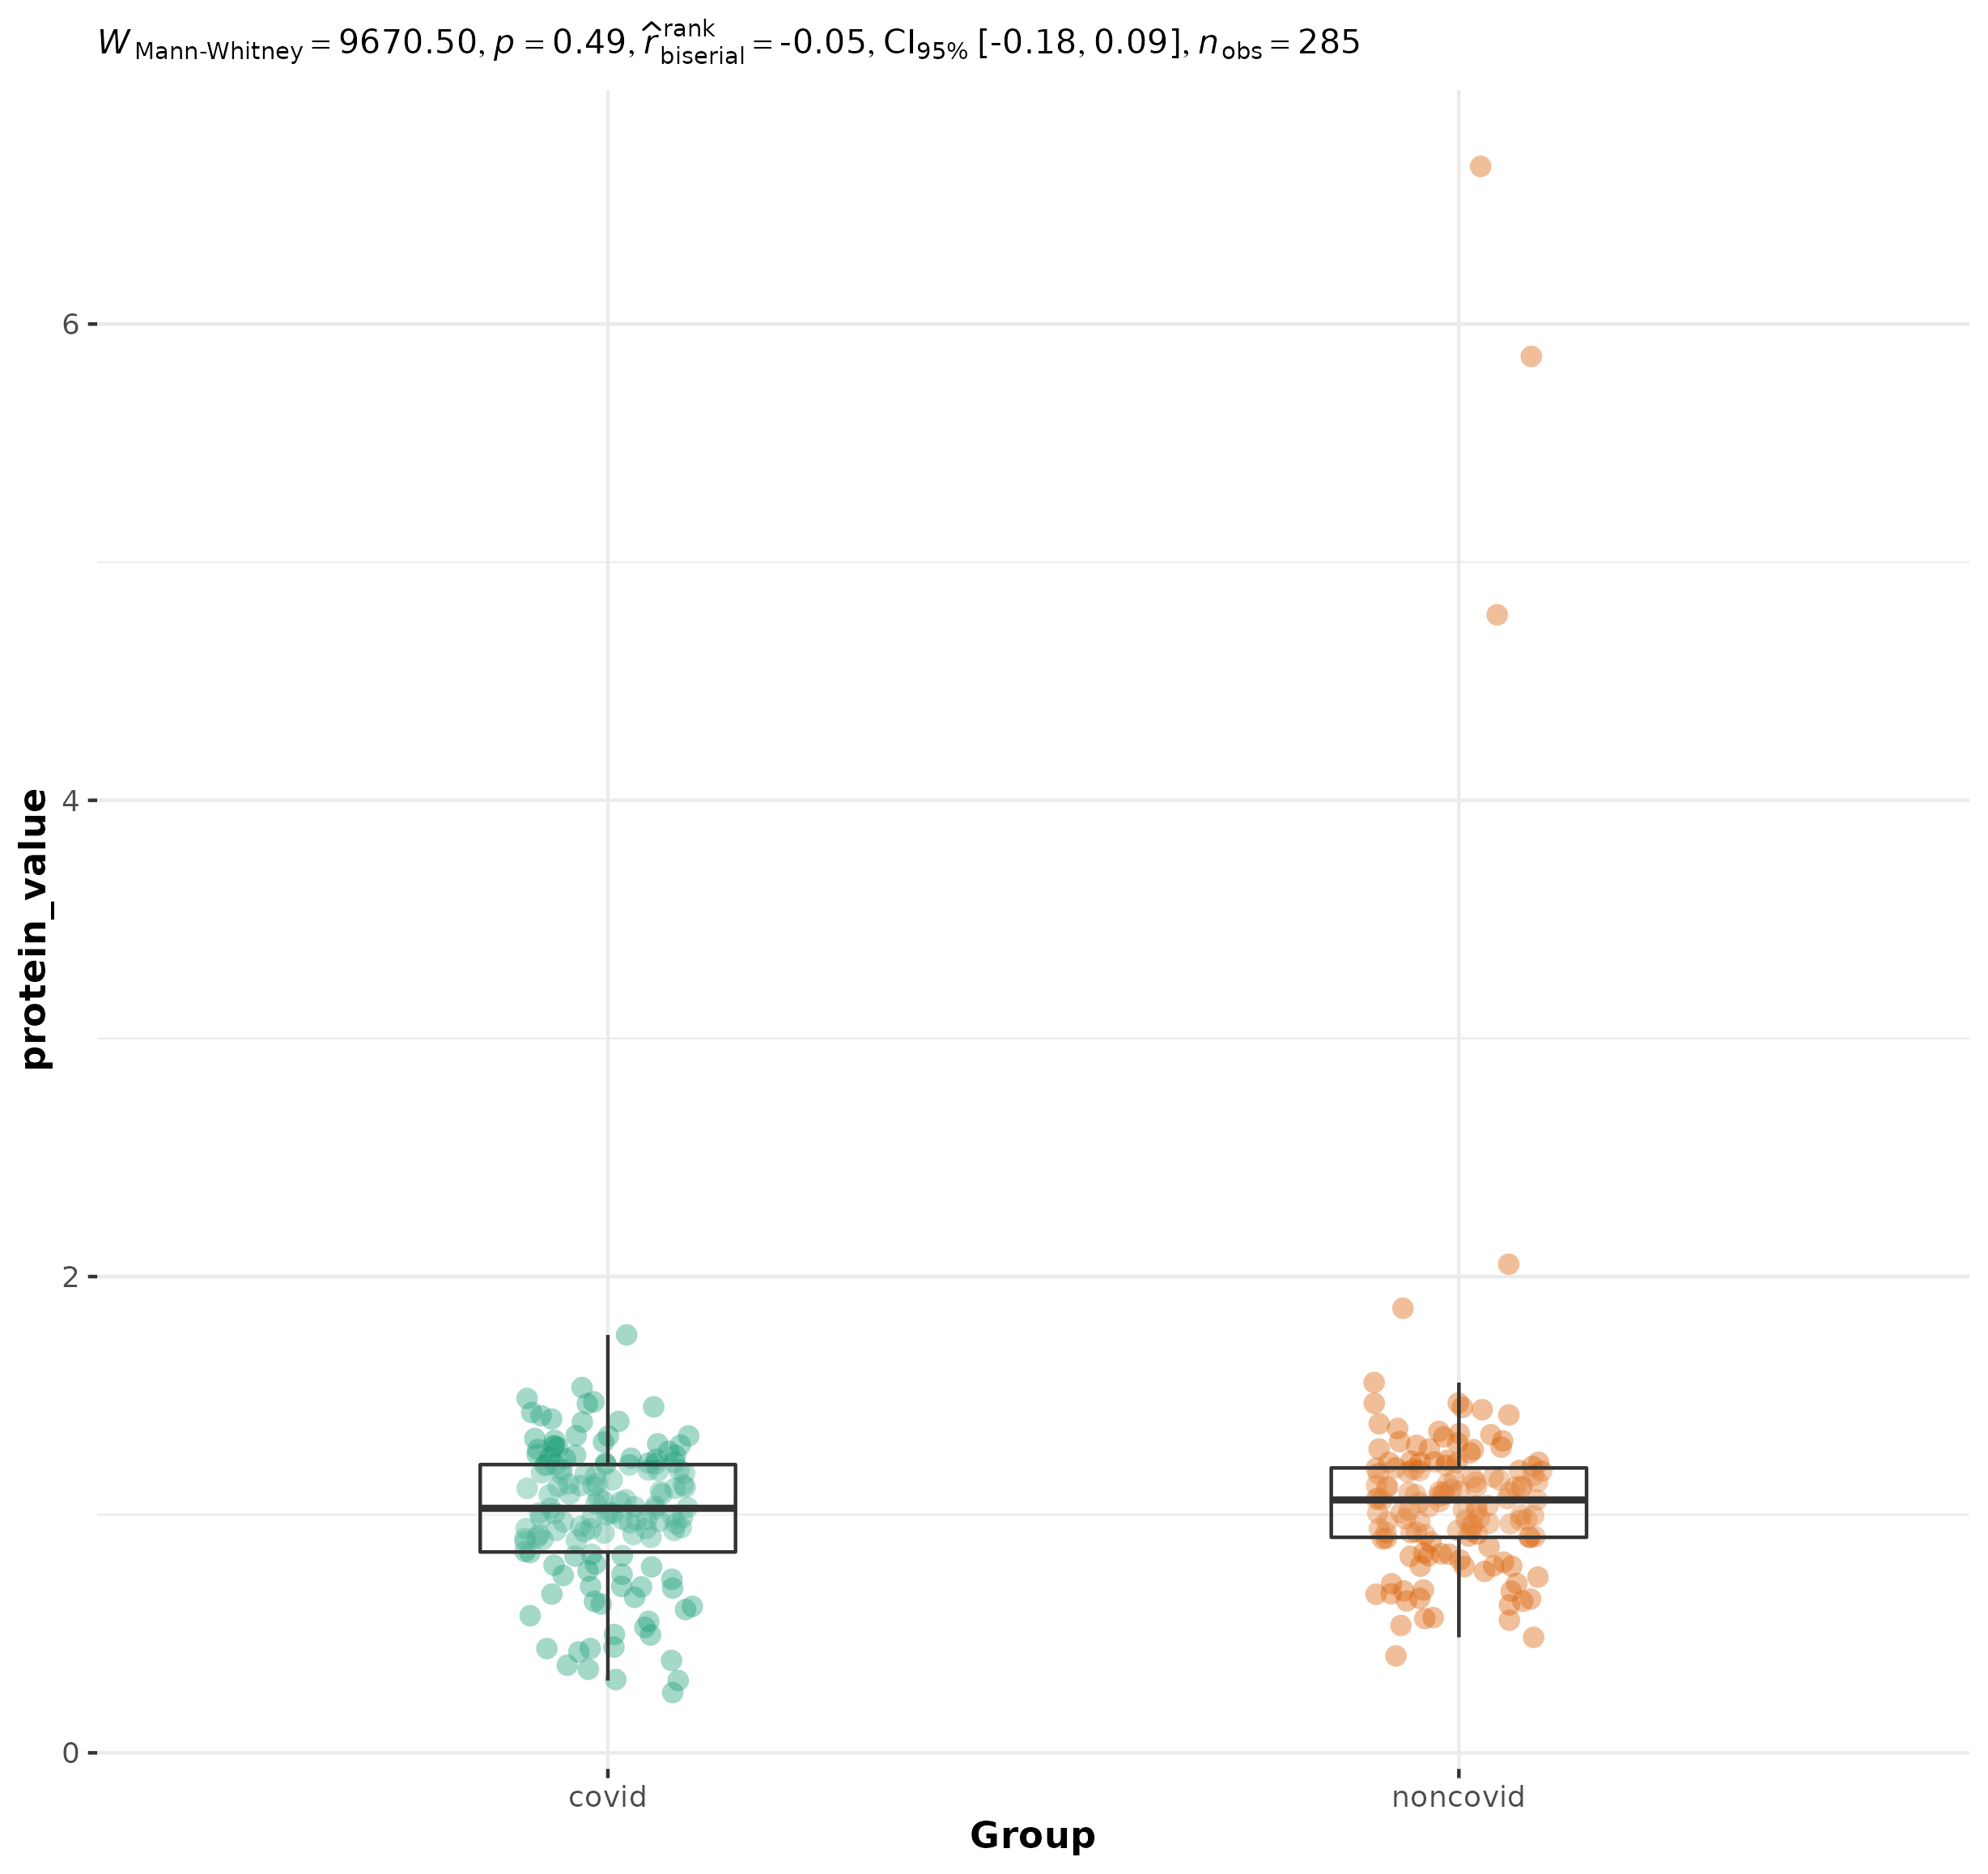 W Mann-Whitney = 9670.50, p = 0.49, r̂ rank biserial = -0.05, CI95% [-0.18, 0.09], nobs = 285
protein_value
6
4
2
0
covid noncovid
Group